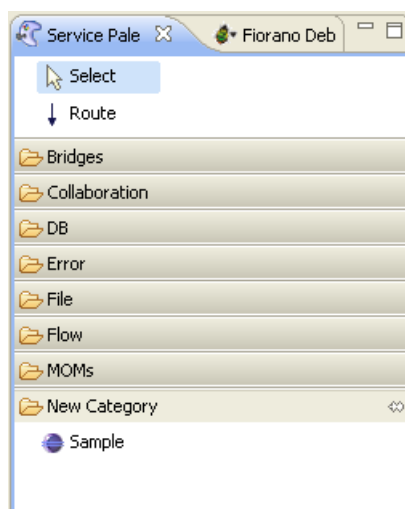 Service Pale Fiorano Deb
Select
Route
Bridges
Collaboration
DB
Error
File
Flow
MOMs
New Category
Sample